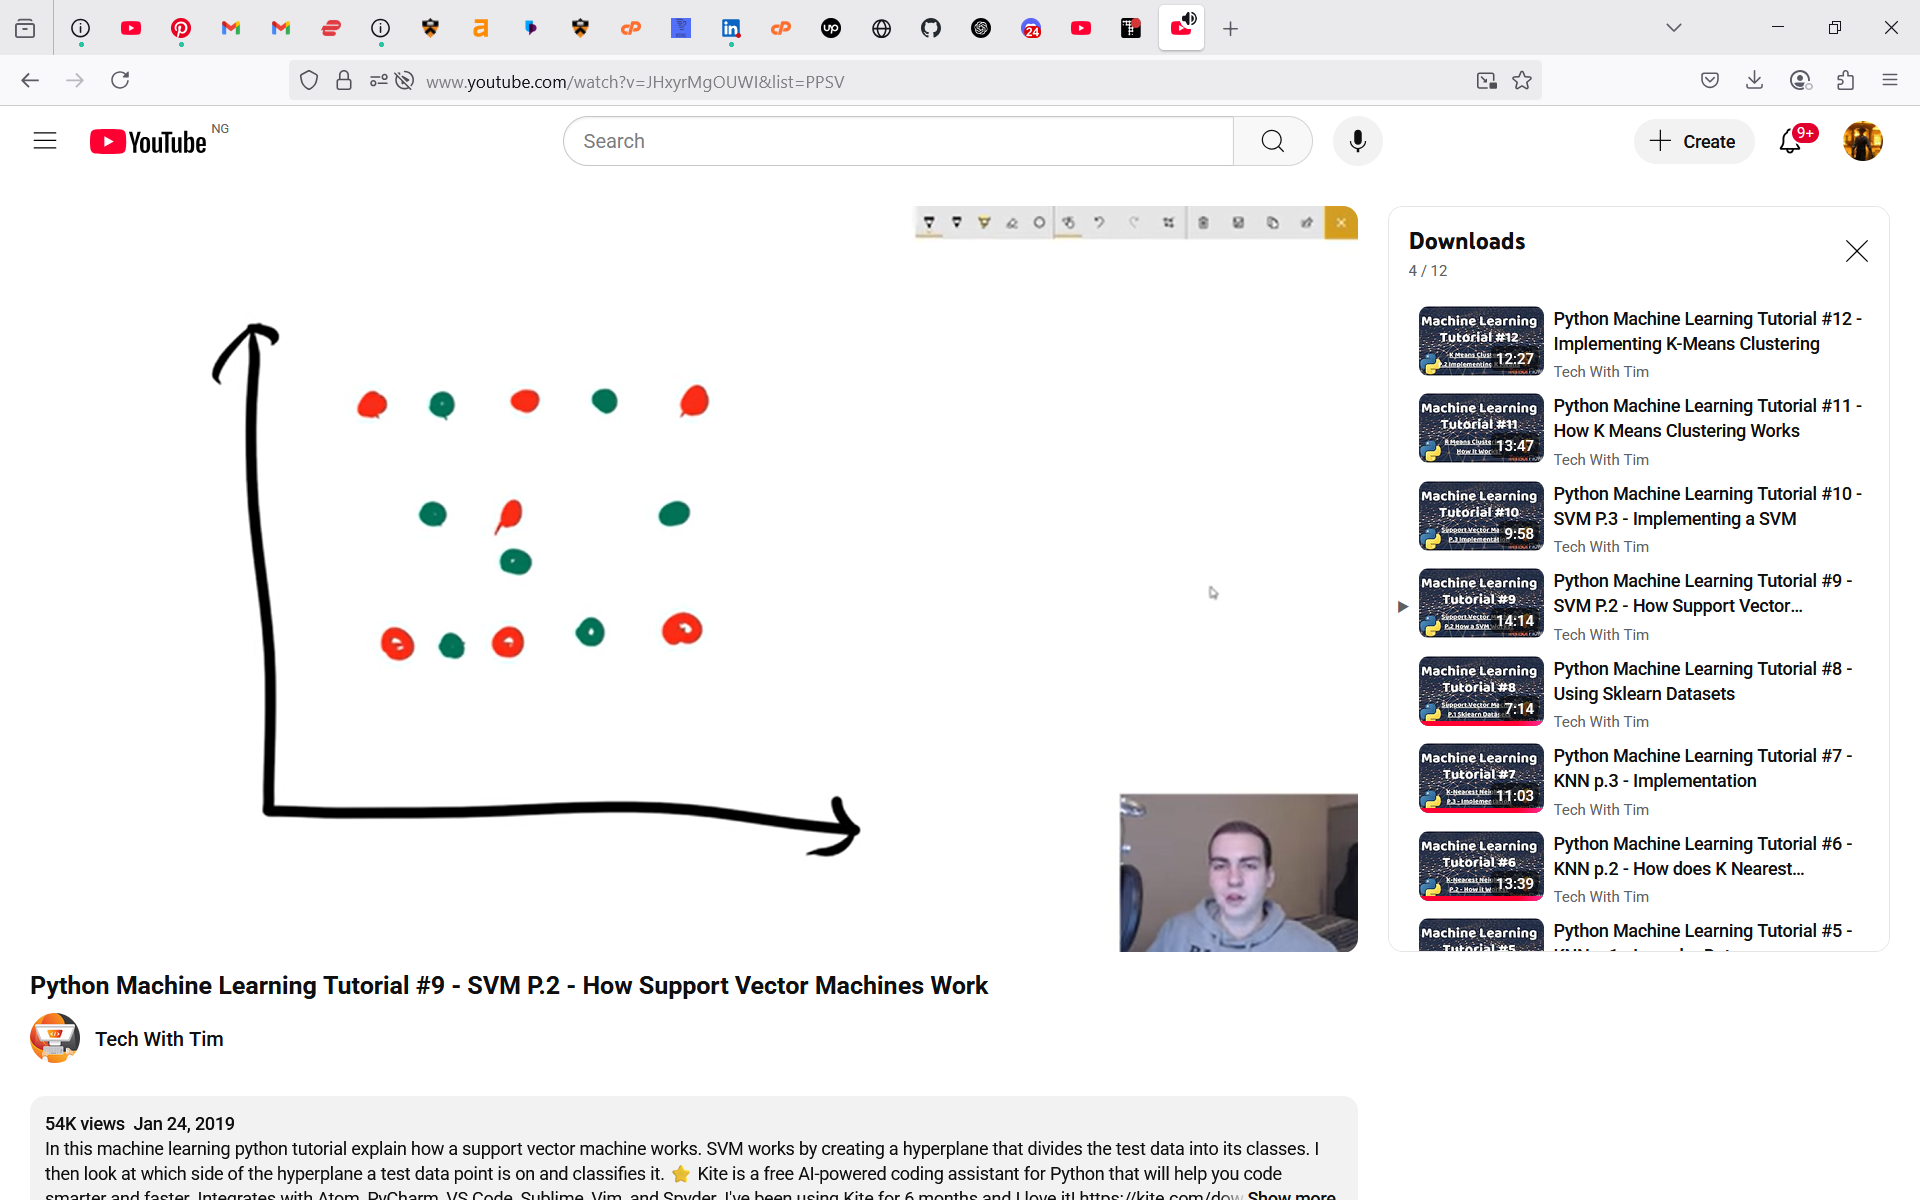 24
www.youtube.com/watch?v=JHxyrMgOUWI&list=PPSV
YouTube NG
Search
Create
9+
Downloads
4 / 12
Machine Learning
Tutorial #12
12:27
Python Machine Learning Tutorial #12 -
Implementing K-Means Clustering
Tech With Tim
Machine Learning
Tutorial #11
13:47
Python Machine Learning Tutorial #11 -
How K Means Clustering Works
Tech With Tim
Machine Learning
Tutorial #10
9:58
Python Machine Learning Tutorial #10 -
SVM P.3 - Implementing a SVM
Tech With Tim
Machine Learning
Tutorial #9
14:14
Python Machine Learning Tutorial #9 -
SVM P.2 - How Support Vector...
Tech With Tim
Machine Learning
Tutorial #8
7:14
Python Machine Learning Tutorial #8 -
Using Sklearn Datasets
Tech With Tim
Machine Learning
Tutorial #7
11:03
Python Machine Learning Tutorial #7 -
KNN p.3 - Implementation
Tech With Tim
Machine Learning
Tutorial #6
13:39
Python Machine Learning Tutorial #6 -
KNN p.2 - How does K Nearest...
Tech With Tim
Machine Learning
Tutorial #5
Python Machine Learning Tutorial #5 -
Python Machine Learning Tutorial #9 - SVM P.2 - How Support Vector Machines Work
Tech With Tim
54K views Jan 24, 2019
In this machine learning python tutorial explain how a support vector machine works. SVM works by creating a hyperplane that divides the test data into its classes. I
then look at which side of the hyperplane a test data point is on and classifies it. ⭐ Kite is a free AI-powered coding assistant for Python that will help you code
smarter and faster. Integrates with Atom, PyCharm, VS Code, Sublime, Vim, and Spyder. I've been using Kite for 6 months and I love it! https://kite.com/dow Show more